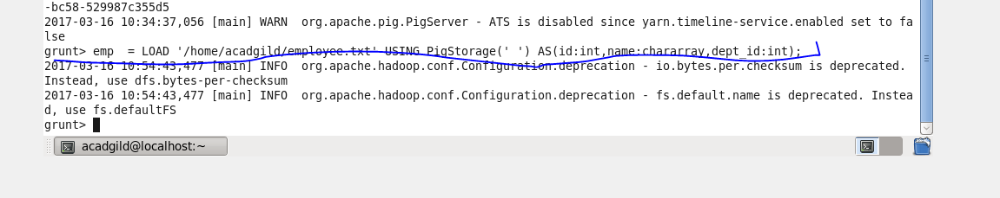 -bc58-529987c355d5
2017-03-16 10:34:37,056 [main] WARN  org.apache.pig.PigServer - ATS is disabled since yarn.timeline-service.enabled set to fa
lse
grunt> emp  = LOAD '/home/acadgild/employee.txt' USING PigStorage(' ') AS(id:int,name:chararray,dept_id:int);
2017-03-16 10:54:43,477 [main] INFO  org.apache.hadoop.conf.Configuration.deprecation - io.bytes.per.checksum is deprecated.
Instead, use dfs.bytes-per-checksum
2017-03-16 10:54:43,477 [main] INFO  org.apache.hadoop.conf.Configuration.deprecation - fs.default.name is deprecated. Instea
d, use fs.defaultFS
grunt>
acadgild@localhost:~